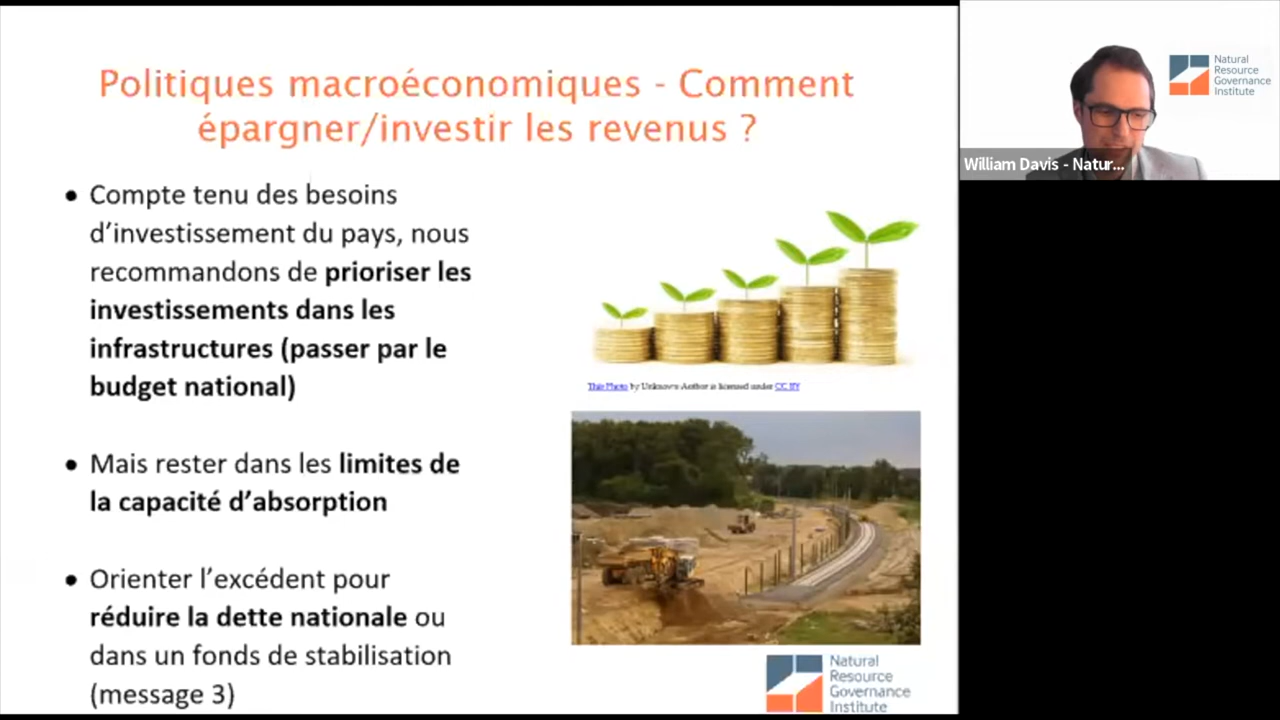 Politiques macroéconomiques - Comment
épargner/investir les revenus ?
• Compte tenu des besoins
d’investissement du pays, nous
recommandons de prioriser les
investissements dans les
infrastructures (passer par le
budget national)
• Mais rester dans les limites de
la capacité d’absorption
• Orienter l’excédent pour
réduire la dette nationale ou
dans un fonds de stabilisation
(message 3)
This Photo by Unknown Author is licensed under CC BY
Natural
Resource
Governance
Institute
Natural
Resource
Governance
Institute
William Davis - Natur...